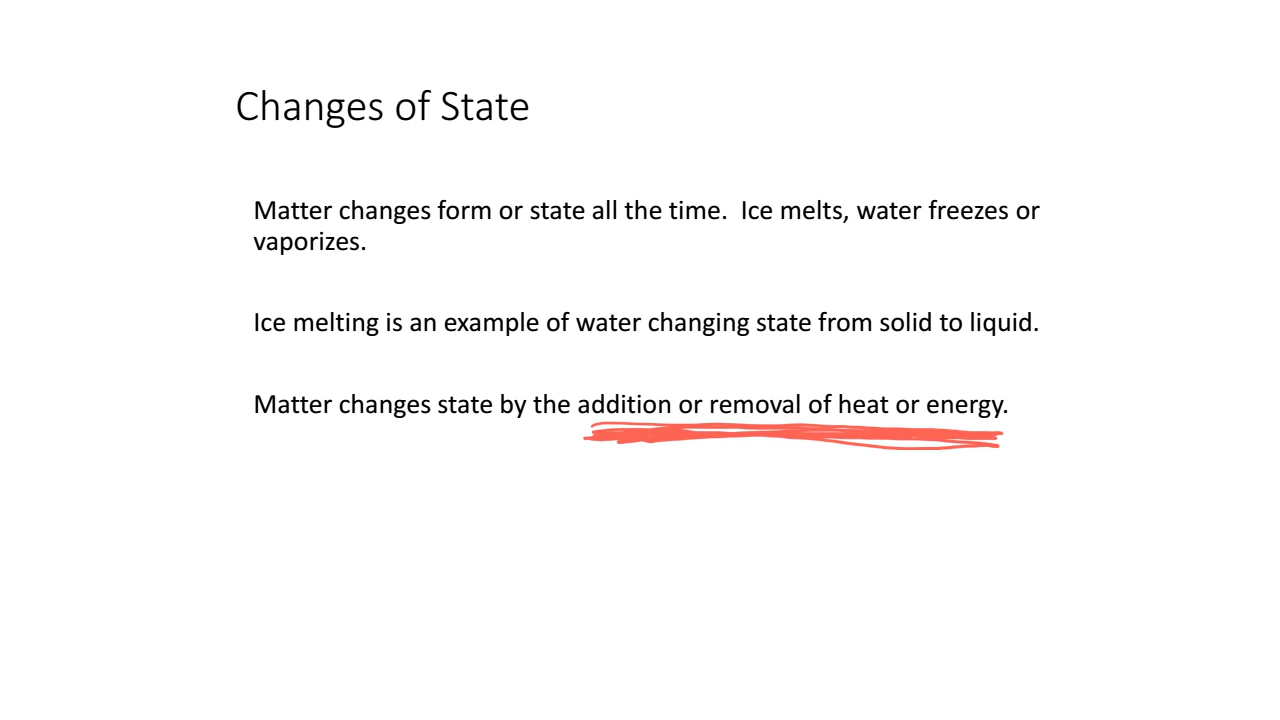 Changes of State
Matter changes form or state all the time.  Ice melts, water freezes or
vaporizes.
Ice melting is an example of water changing state from solid to liquid.
Matter changes state by the addition or removal of heat or energy.